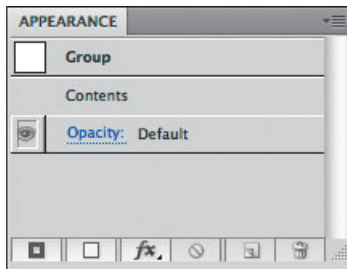 APPEARANCE
Group
Contents
Opacity: Default
fx